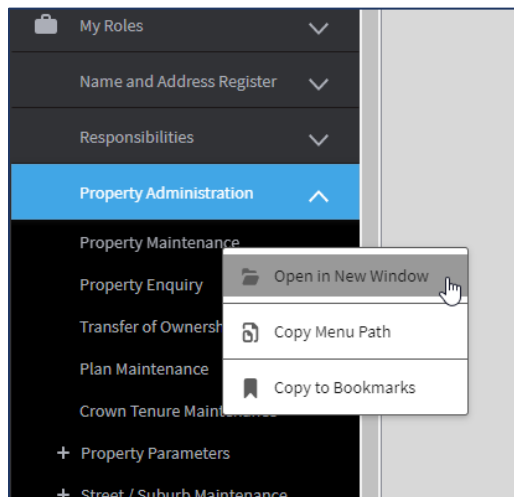 My Roles
Name and Address Register
Responsibilities
Property Administration
Property Maintenance
Open in New Window
Property Enquiry
Transfer of Ownersh
Copy Menu Path
Plan Maintenance
Copy to Bookmarks
Crown Tenure Maintenance
+ Property Parameters
+ Street / Suburb Maintenance